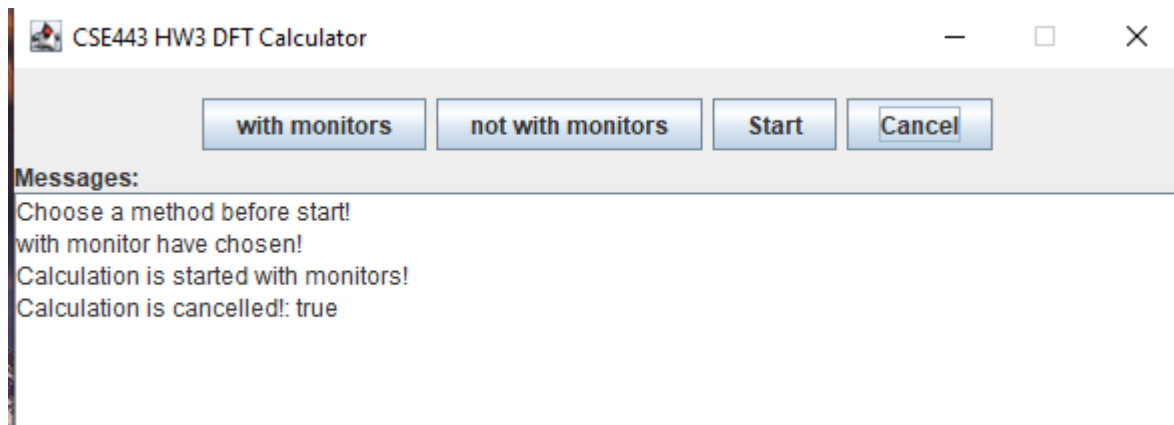 CSE443 HW3 DFT Calculator
with monitors not with monitors Start Cancel
Messages:
Choose a method before start!
with monitor have chosen!
Calculation is started with monitors!
Calculation is cancelled!: true